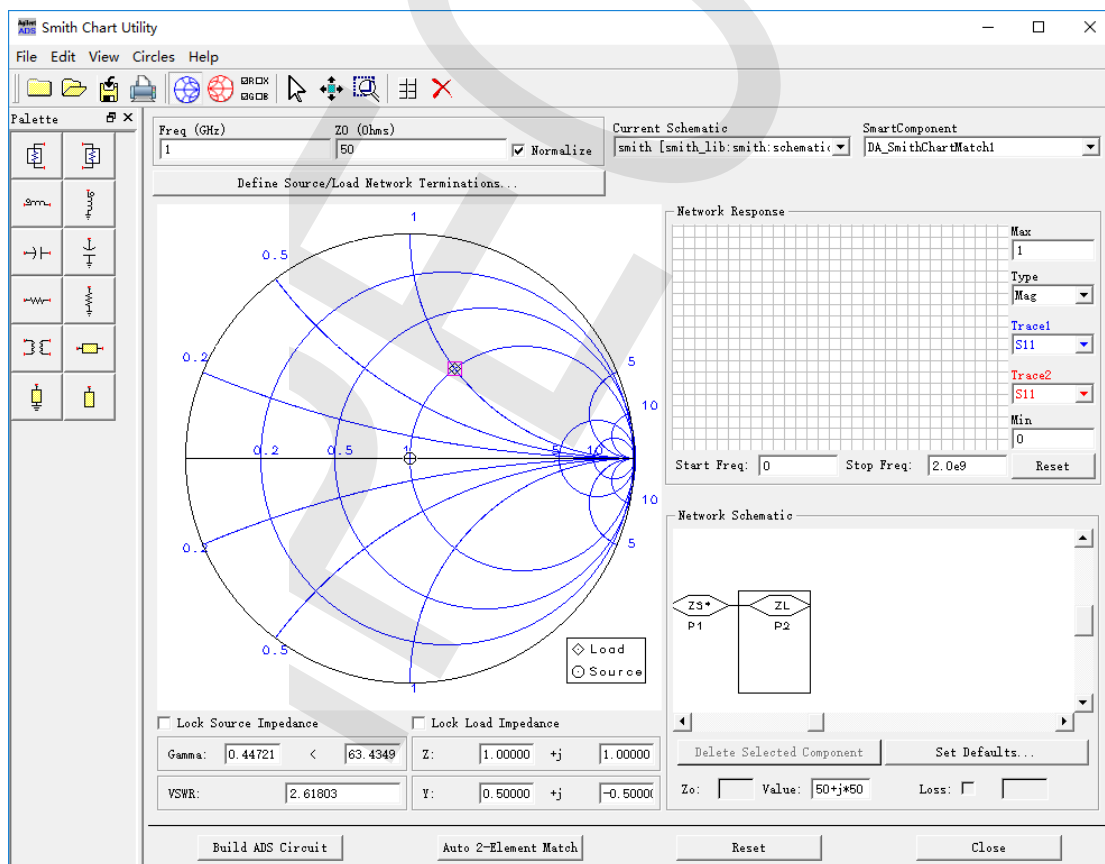 Agilent ADS Smith Chart Utility
File Edit View Circles Help
Palette
Freq (GHz) Z0 (Ohms)
1 50 Normalize
Current Schematic SmartComponent
smith [smith_lib:smith:schematic DA_SmithChartMatch1
Define Source/Load Network Terminations...
1
0.5
0.2
5
10
0.2 0.5 1 5 10
10
5
0.2
0.5
1
Load
Source
Network Response
Max
1
Type
Mag
Trace1
S11
Trace2
S11
Min
0
Start Freq: 0 Stop Freq: 2.0e9 Reset
Network Schematic
ZS* ZL
P1 P2
Lock Source Impedance Lock Load Impedance
Gamma: 0.44721 < 63.4349 Z: 1.00000 +j 1.00000
VSWR: 2.61803 Y: 0.50000 +j -0.5000
Delete Selected Component Set Defaults...
Zo: Value: 50+j*50 Loss:
Build ADS Circuit Auto 2-Element Match Reset Close